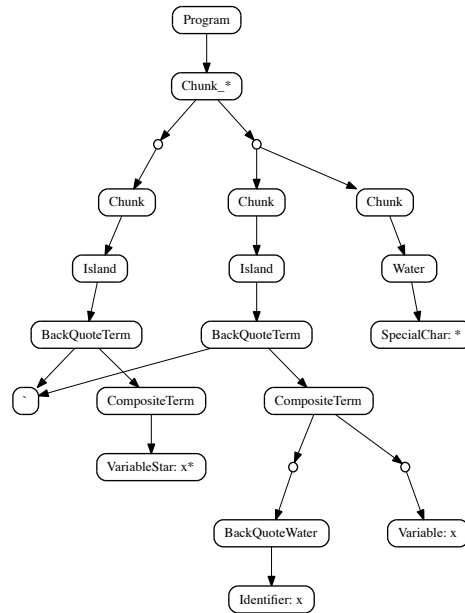 Program
Chunk_*
Chunk Chunk Chunk
Island Island Water
BackQuoteTerm BackQuoteTerm SpecialChar: *
` CompositeTerm CompositeTerm
VariableStar: x*
BackQuoteWater Variable: x
Identifier: x